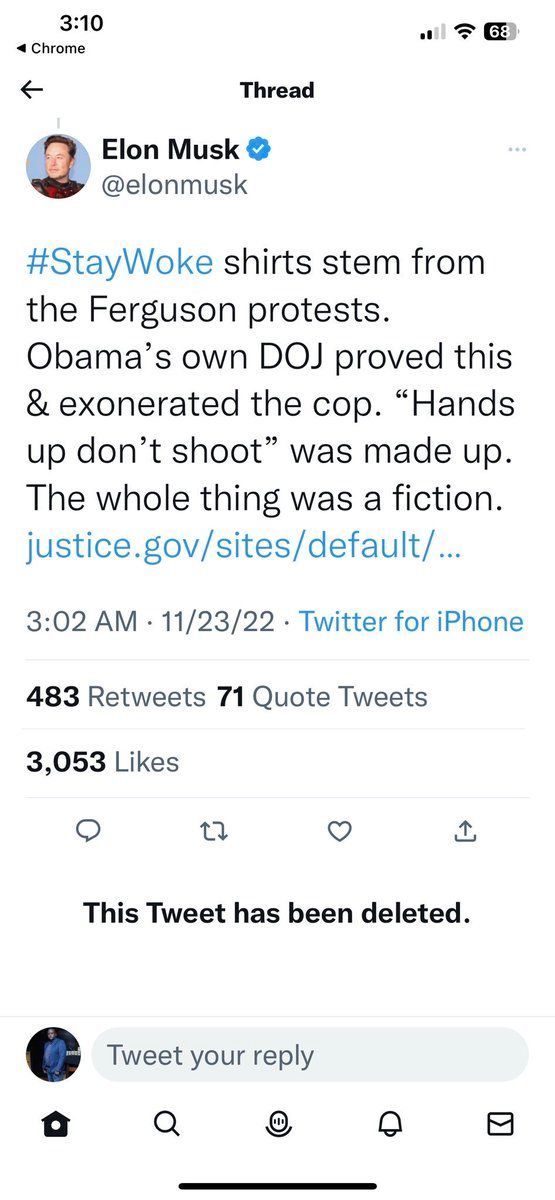 3:10
68
◀ Chrome
Thread
Elon Musk
@elonmusk
#StayWoke shirts stem from
the Ferguson protests.
Obama’s own DOJ proved this
& exonerated the cop. “Hands
up don’t shoot” was made up.
The whole thing was a fiction.
justice.gov/sites/default/…
3:02 AM · 11/23/22 · Twitter for iPhone
483 Retweets 71 Quote Tweets
3,053 Likes
This Tweet has been deleted.
Tweet your reply